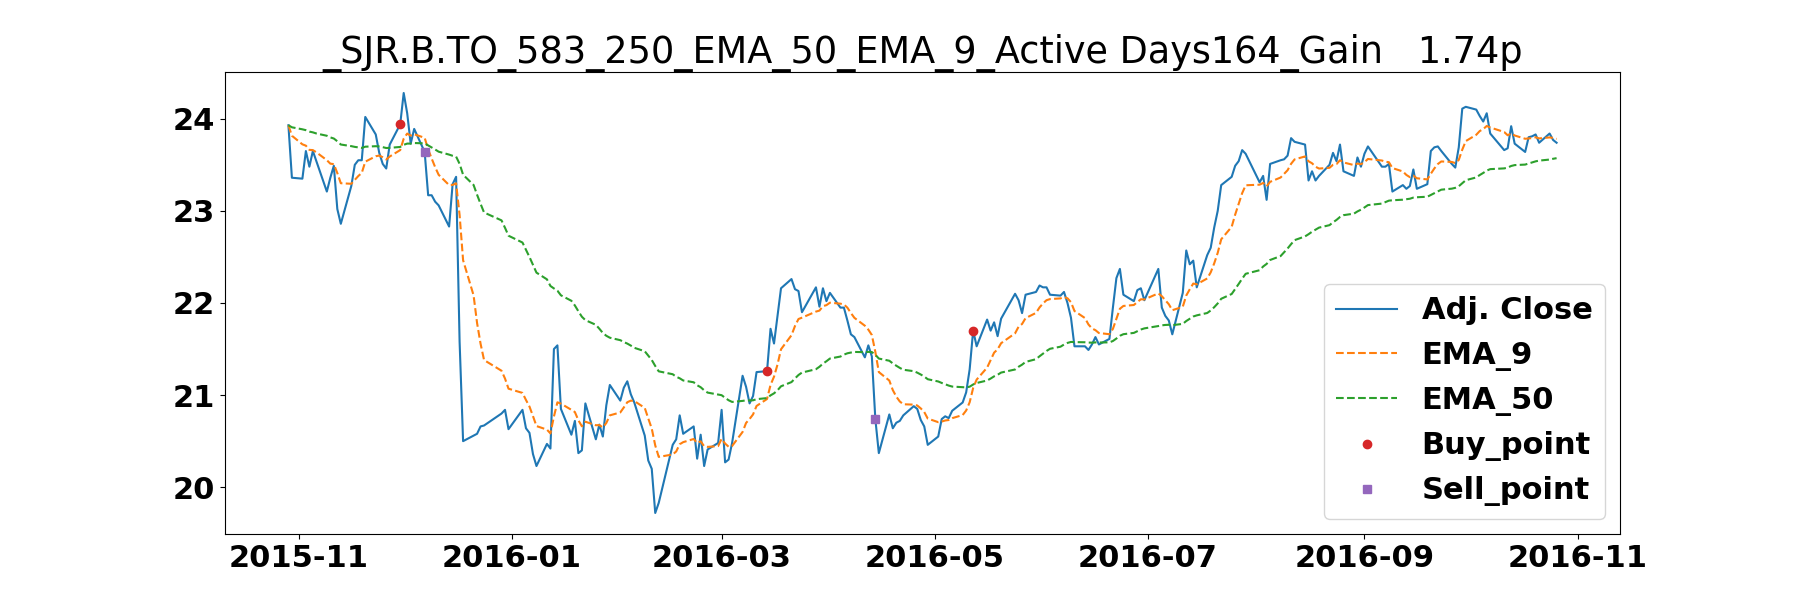 _SJR.B.TO_583_250_EMA_50_EMA_9_Active Days164_Gain   1.74p
24
23
22
21
20
Adj. Close
EMA_9
EMA_50
Buy_point
Sell_point
2015-11 2016-01 2016-03 2016-05 2016-07 2016-09 2016-11